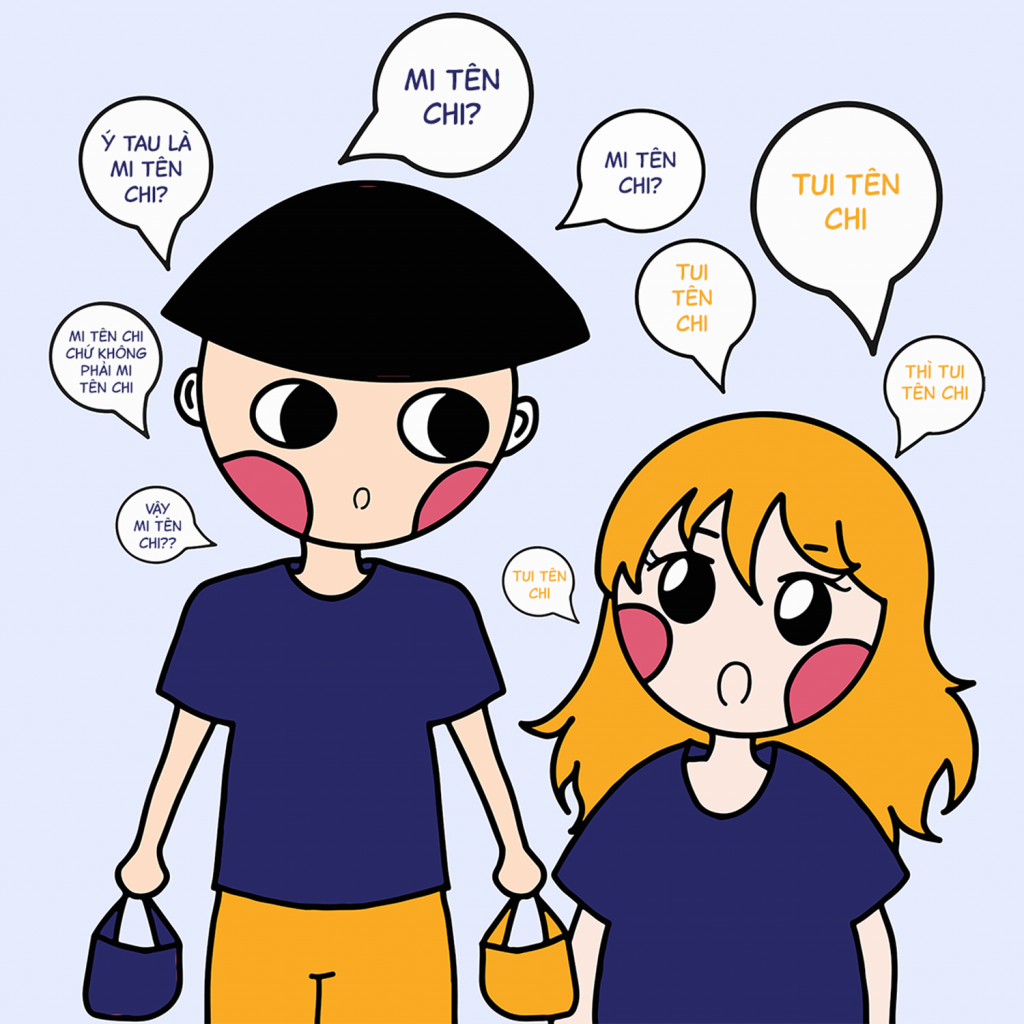 MI TÊN
CHI?
Ý TAU LÀ
MI TÊN
CHI?
MI TÊN
CHI?
TUI TÊN
CHI
TUI
TÊN
CHI
MI TÊN CHI
CHỨ KHÔNG
PHẢI MI
TÊN CHI
THÌ TUI
TÊN CHI
VẬY
MI TÊN
CHI??
TUI TÊN
CHI